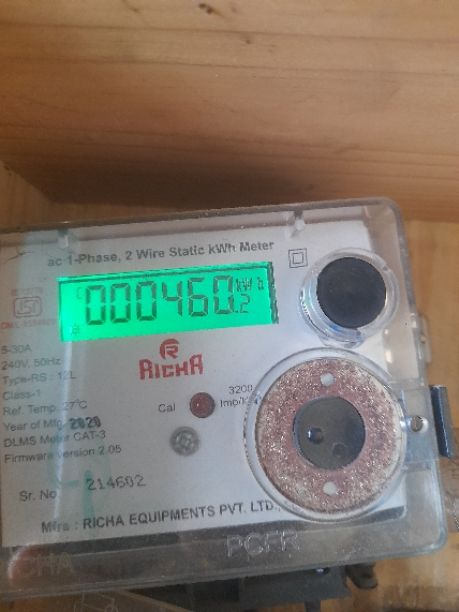 ac 1-Phase, 2 Wire Static kWh Meter
000460.2 kWh
ISI
5-30A
240V, 50Hz
Type-RS : 12L
Class-1
Ref. Temp. 27°C
Year of Mfg. 2020
DLMS Meter CAT-3
Firmware Version 2.05
RICHA
Cal
3200
Imp/k
Sr. No. 214602
Mfrs : RICHA EQUIPMENTS PVT. LTD.,